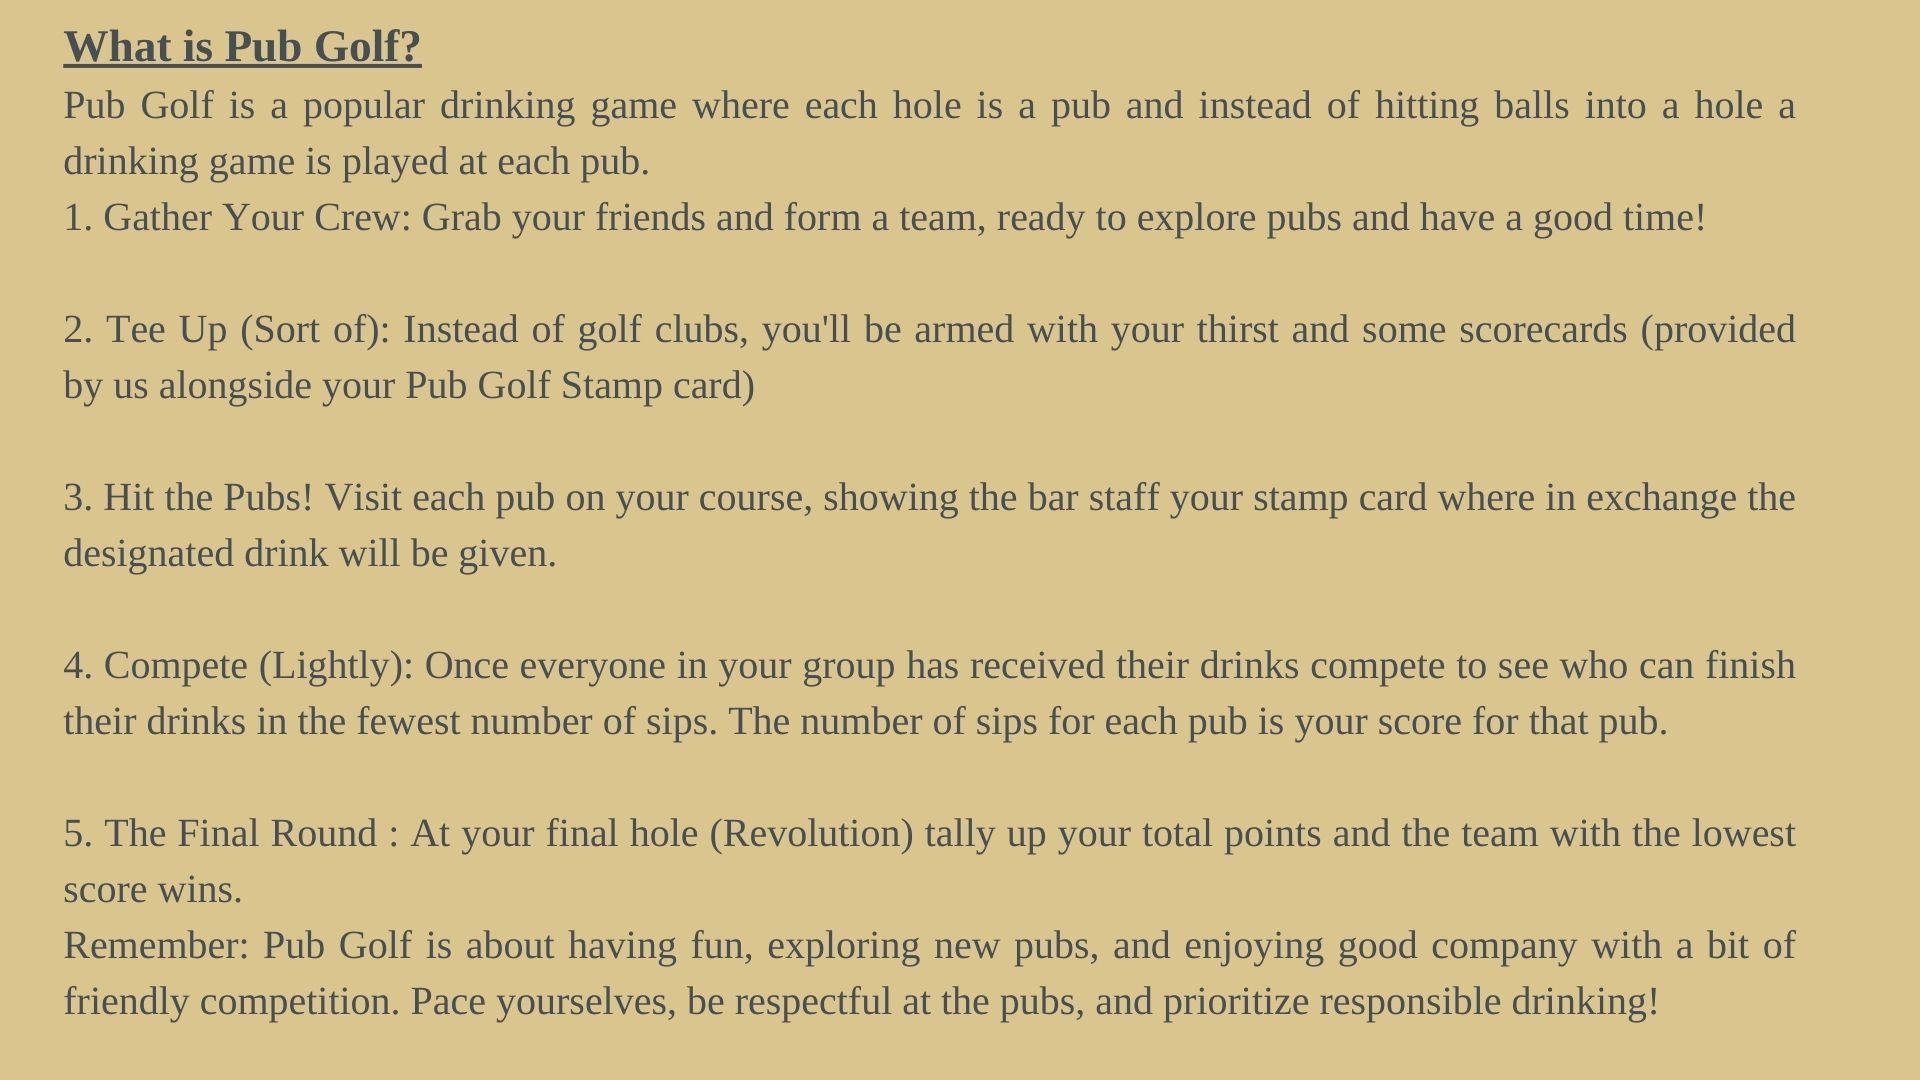 What is Pub Golf?
Pub Golf is a popular drinking game where each hole is a pub and instead of hitting balls into a hole a
drinking game is played at each pub.
1. Gather Your Crew: Grab your friends and form a team, ready to explore pubs and have a good time!
2. Tee Up (Sort of): Instead of golf clubs, you'll be armed with your thirst and some scorecards (provided
by us alongside your Pub Golf Stamp card)
3. Hit the Pubs! Visit each pub on your course, showing the bar staff your stamp card where in exchange the
designated drink will be given.
4. Compete (Lightly): Once everyone in your group has received their drinks compete to see who can finish
their drinks in the fewest number of sips. The number of sips for each pub is your score for that pub.
5. The Final Round : At your final hole (Revolution) tally up your total points and the team with the lowest
score wins.
Remember: Pub Golf is about having fun, exploring new pubs, and enjoying good company with a bit of
friendly competition. Pace yourselves, be respectful at the pubs, and prioritize responsible drinking!